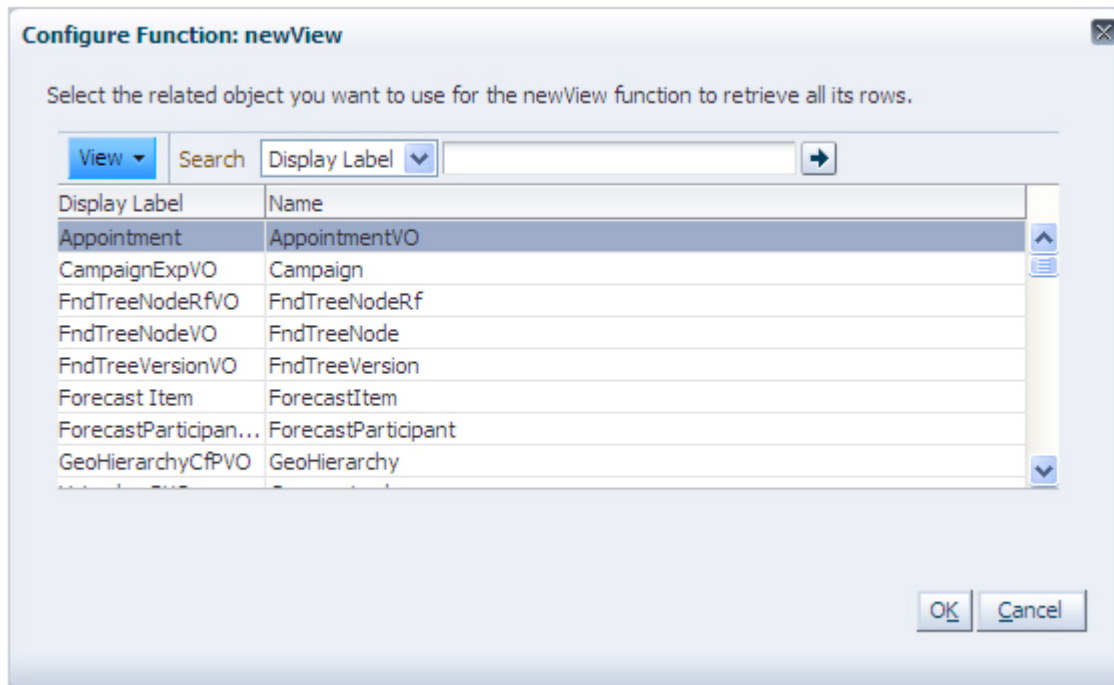 Configure Function: newView
Select the related object you want to use for the newView function to retrieve all its rows.
View Search Display Label
Display Label Name
Appointment AppointmentVO
CampaignExpVO Campaign
FndTreeNodeRfVO FndTreeNodeRf
FndTreeNodeVO FndTreeNode
FndTreeVersionVO FndTreeVersion
Forecast Item ForecastItem
ForecastParticipan... ForecastParticipant
GeoHierarchyCfPVO GeoHierarchy
OK Cancel